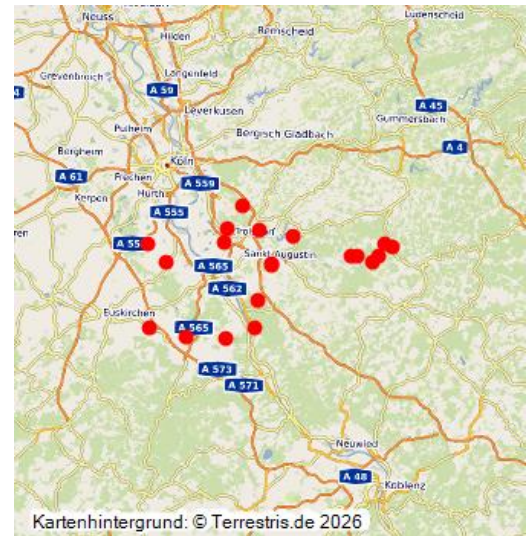 Neuss
Hilden
Remscheid
Ludenscheid
Grevenbroich
Langenfeld
A 59
Leverkusen
A 45
Gummersbach
Pulheim
Bergisch Gladbach
A 4
Bergheim
Köln
A 61
Frechen
A 559
Kerpen
Hürth
A 555
Sankt Augustin
A 565
A 562
Euskirchen
A 565
A 573
A 571
Neuwied
A 48
Koblenz
Kartenhintergrund: © Terrestris.de 2026